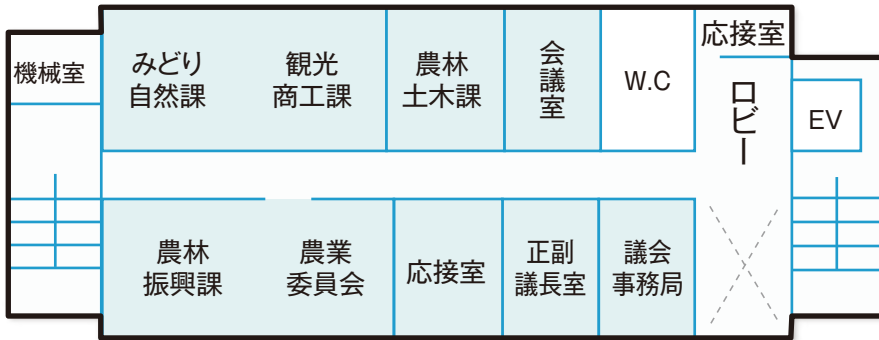 機械室
みどり
自然課
観光
商工課
農林
土木課
会議室
W.C
応接室
ロビー
EV
農林
振興課
農業
委員会
応接室
正副
議長室
議会
事務局